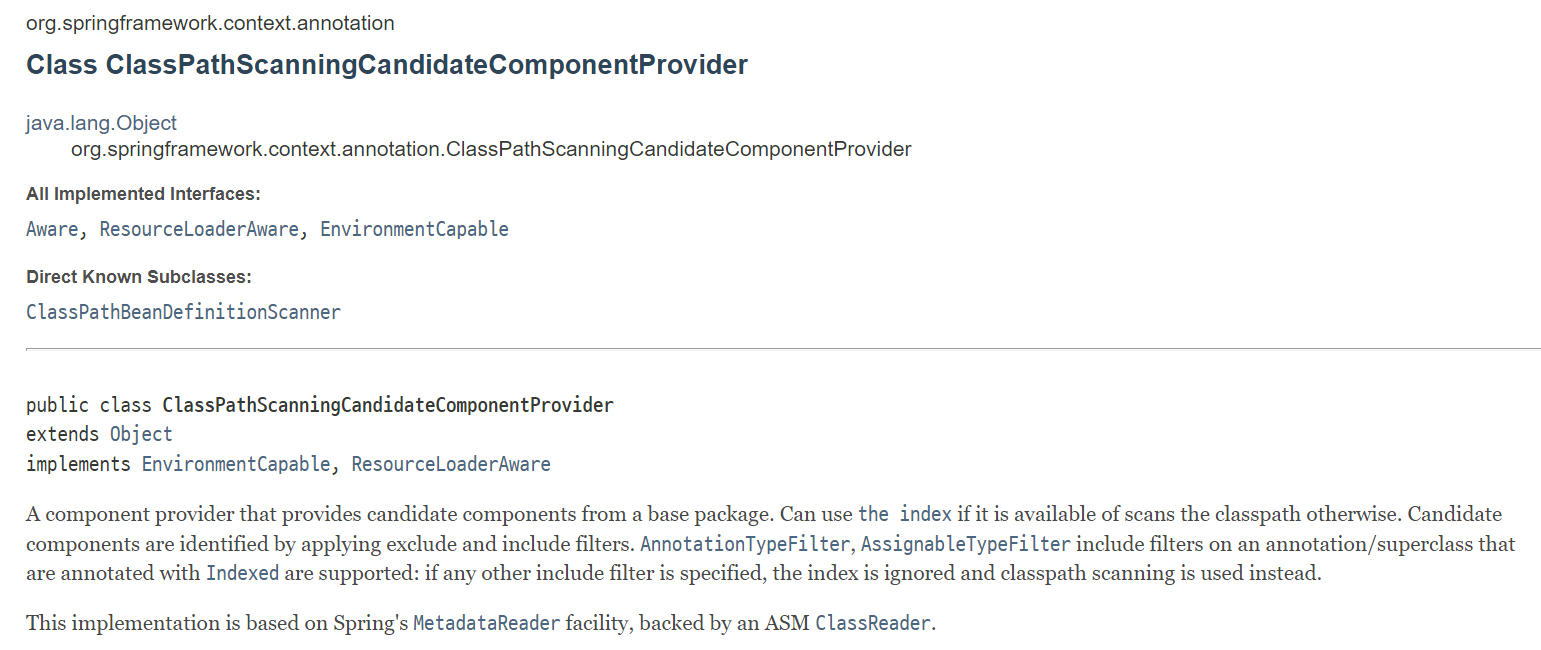 org.springframework.context.annotation
Class ClassPathScanningCandidateComponentProvider
java.lang.Object
org.springframework.context.annotation.ClassPathScanningCandidateComponentProvider
All Implemented Interfaces:
Aware, ResourceLoaderAware, EnvironmentCapable
Direct Known Subclasses:
ClassPathBeanDefinitionScanner
public class ClassPathScanningCandidateComponentProvider
extends Object
implements EnvironmentCapable, ResourceLoaderAware
A component provider that provides candidate components from a base package. Can use the index if it is available of scans the classpath otherwise. Candidate
components are identified by applying exclude and include filters. AnnotationTypeFilter, AssignableTypeFilter include filters on an annotation/superclass that
are annotated with Indexed are supported: if any other include filter is specified, the index is ignored and classpath scanning is used instead.
This implementation is based on Spring's MetadataReader facility, backed by an ASM ClassReader.